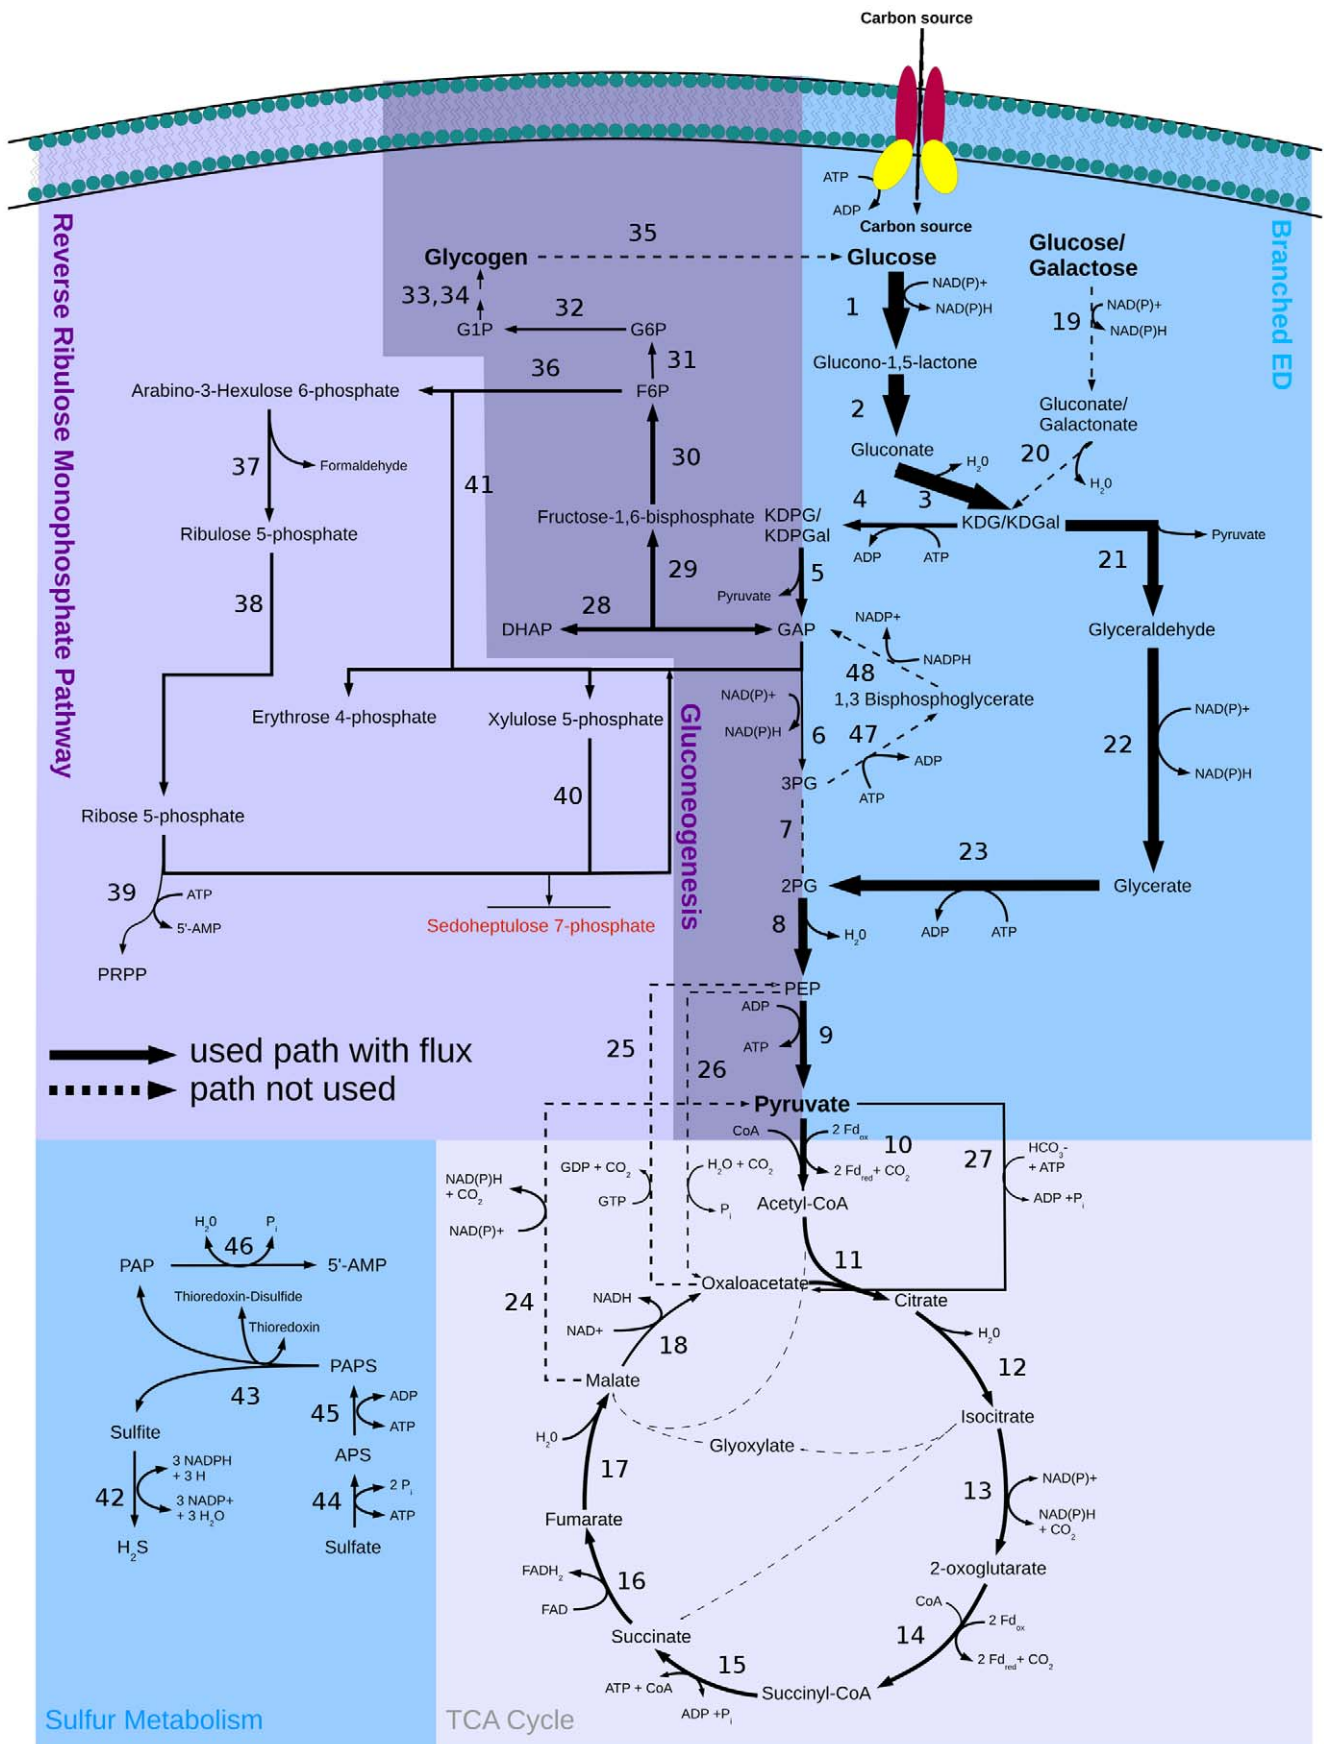 Carbon source
ATP
ADP
Carbon source
Reverse Ribulose Monophosphate Pathway
Gluconeogenesis
Branched ED
Glycogen
35
Glucose
Glucose/
Galactose
33,34
32
G1P
G6P
1
NAD(P)+
NAD(P)H
19
NAD(P)+
NAD(P)H
31
Glucono-1,5-lactone
36
Arabino-3-Hexulose 6-phosphate
F6P
2
Gluconate/
Galactonate
Gluconate
20
37
Formaldehyde
41
30
H20
H20
3
4
Fructose-1,6-bisphosphate
KDPG/
KDPGal
KDG/KDGal
Ribulose 5-phosphate
ADP
ATP
Pyruvate
21
29
5
Pyruvate
38
28
DHAP
GAP
NADP+
NADPH
Glyceraldehyde
48
1,3 Bisphosphoglycerate
Erythrose 4-phosphate
Xylulose 5-phosphate
NAD(P)+
NAD(P)H
6
47
ADP
ATP
22
NAD(P)+
NAD(P)H
3PG
40
Ribose 5-phosphate
7
23
39
ATP
5'-AMP
2PG
Glycerate
ADP
ATP
Sedoheptulose 7-phosphate
8
H20
PRPP
PEP
ADP
ATP
9
used path with flux
path not used
25
26
Pyruvate
CoA
2 Fdox
10
2 Fdred+ CO2
27
HCO3-
+ ATP
ADP +Pi
NAD(P)H
+ CO2
NAD(P)+
GDP + CO2
GTP
H2O + CO2
Pi
Acetyl-CoA
H20
Pi
46
PAP
5'-AMP
11
Oxaloacetate
Citrate
Thioredoxin-Disulfide
Thioredoxin
24
NADH
NAD+
18
H20
12
PAPS
Malate
43
45
ADP
ATP
Sulfite
Isocitrate
H20
Glyoxylate
APS
3 NADPH
+ 3 H
42
3 NADP+
+ 3 H2O
44
2 Pi
ATP
17
13
NAD(P)+
NAD(P)H
+ CO2
H2S
Sulfate
Fumarate
2-oxoglutarate
FADH2
16
FAD
CoA
2 Fdox
14
2 Fdred+ CO2
Succinate
15
ATP + CoA
ADP +Pi
Succinyl-CoA
Sulfur Metabolism
TCA Cycle